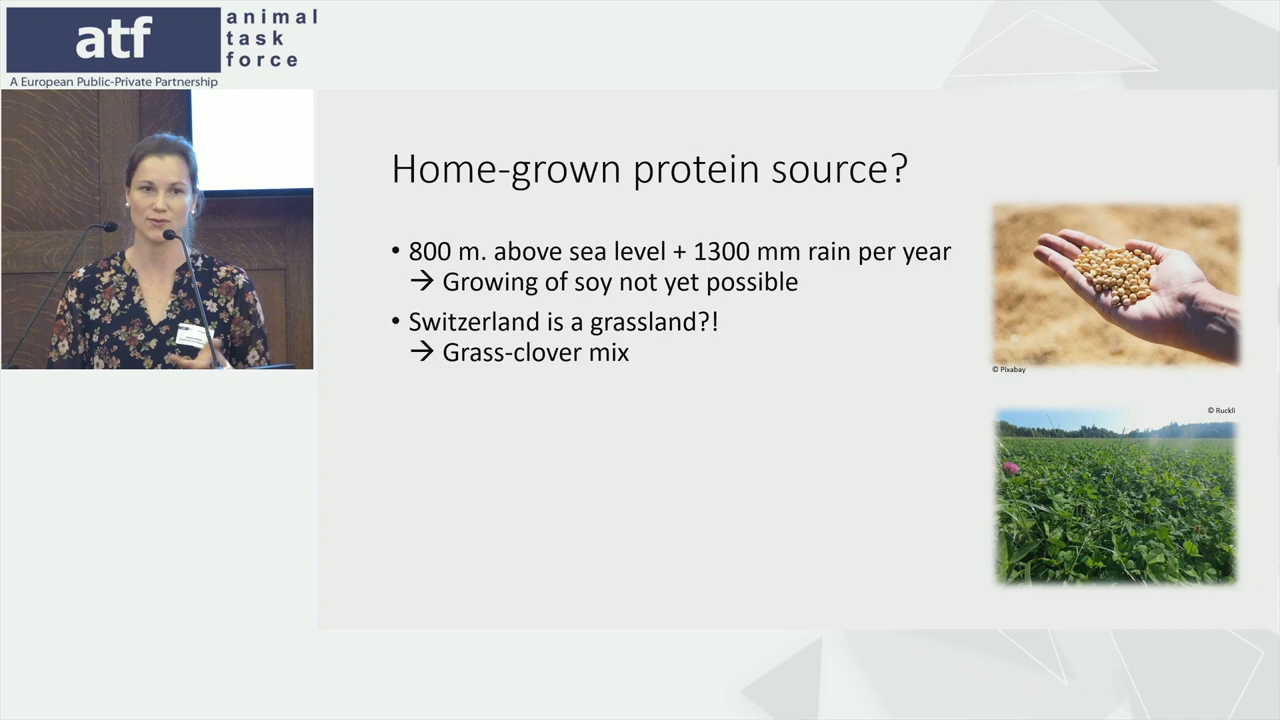 atf
animal
task
force
A European Public-Private Partnership
Home-grown protein source?
• 800 m. above sea level + 1300 mm rain per year
→ Growing of soy not yet possible
• Switzerland is a grassland?!
→ Grass-clover mix
© Pixabay
© Ruckli